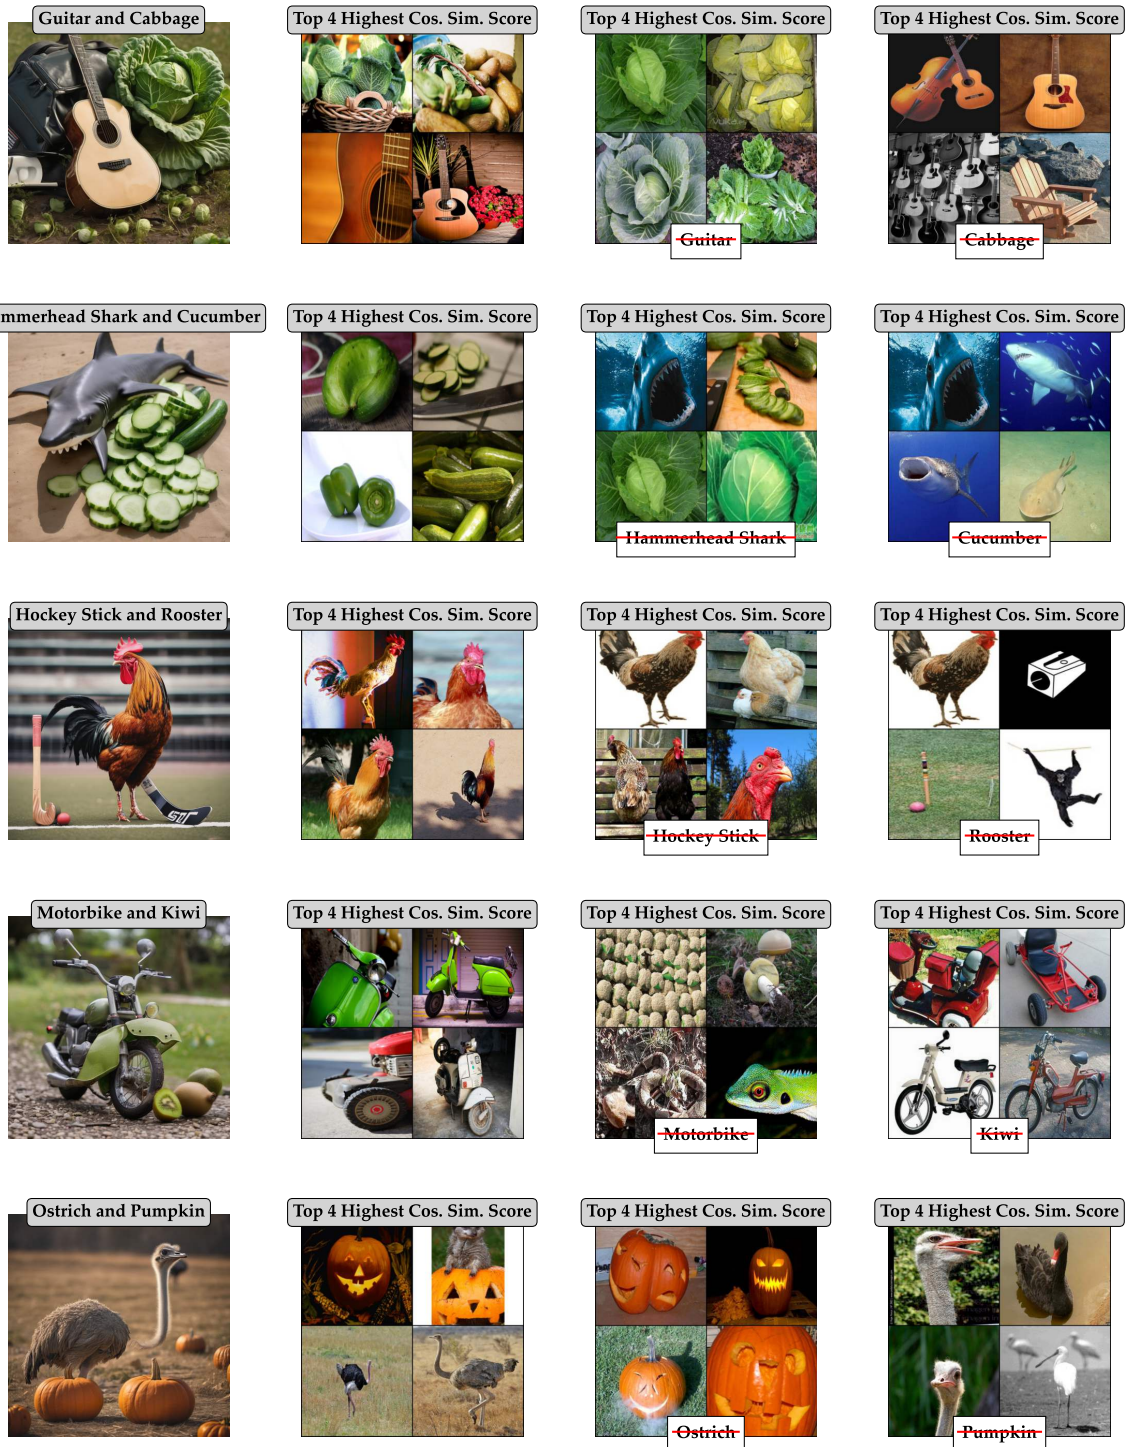 Guitar and Cabbage
Top 4 Highest Cos. Sim. Score
Top 4 Highest Cos. Sim. Score
Top 4 Highest Cos. Sim. Score
Guitar
Cabbage
mmerhead Shark and Cucumber
Top 4 Highest Cos. Sim. Score
Top 4 Highest Cos. Sim. Score
Top 4 Highest Cos. Sim. Score
Hammerhead Shark
Cucumber
Hockey Stick and Rooster
Top 4 Highest Cos. Sim. Score
Top 4 Highest Cos. Sim. Score
Top 4 Highest Cos. Sim. Score
Hockey Stick
Rooster
Motorbike and Kiwi
Top 4 Highest Cos. Sim. Score
Top 4 Highest Cos. Sim. Score
Top 4 Highest Cos. Sim. Score
Motorbike
Kiwi
Ostrich and Pumpkin
Top 4 Highest Cos. Sim. Score
Top 4 Highest Cos. Sim. Score
Top 4 Highest Cos. Sim. Score
Ostrich
Pumpkin